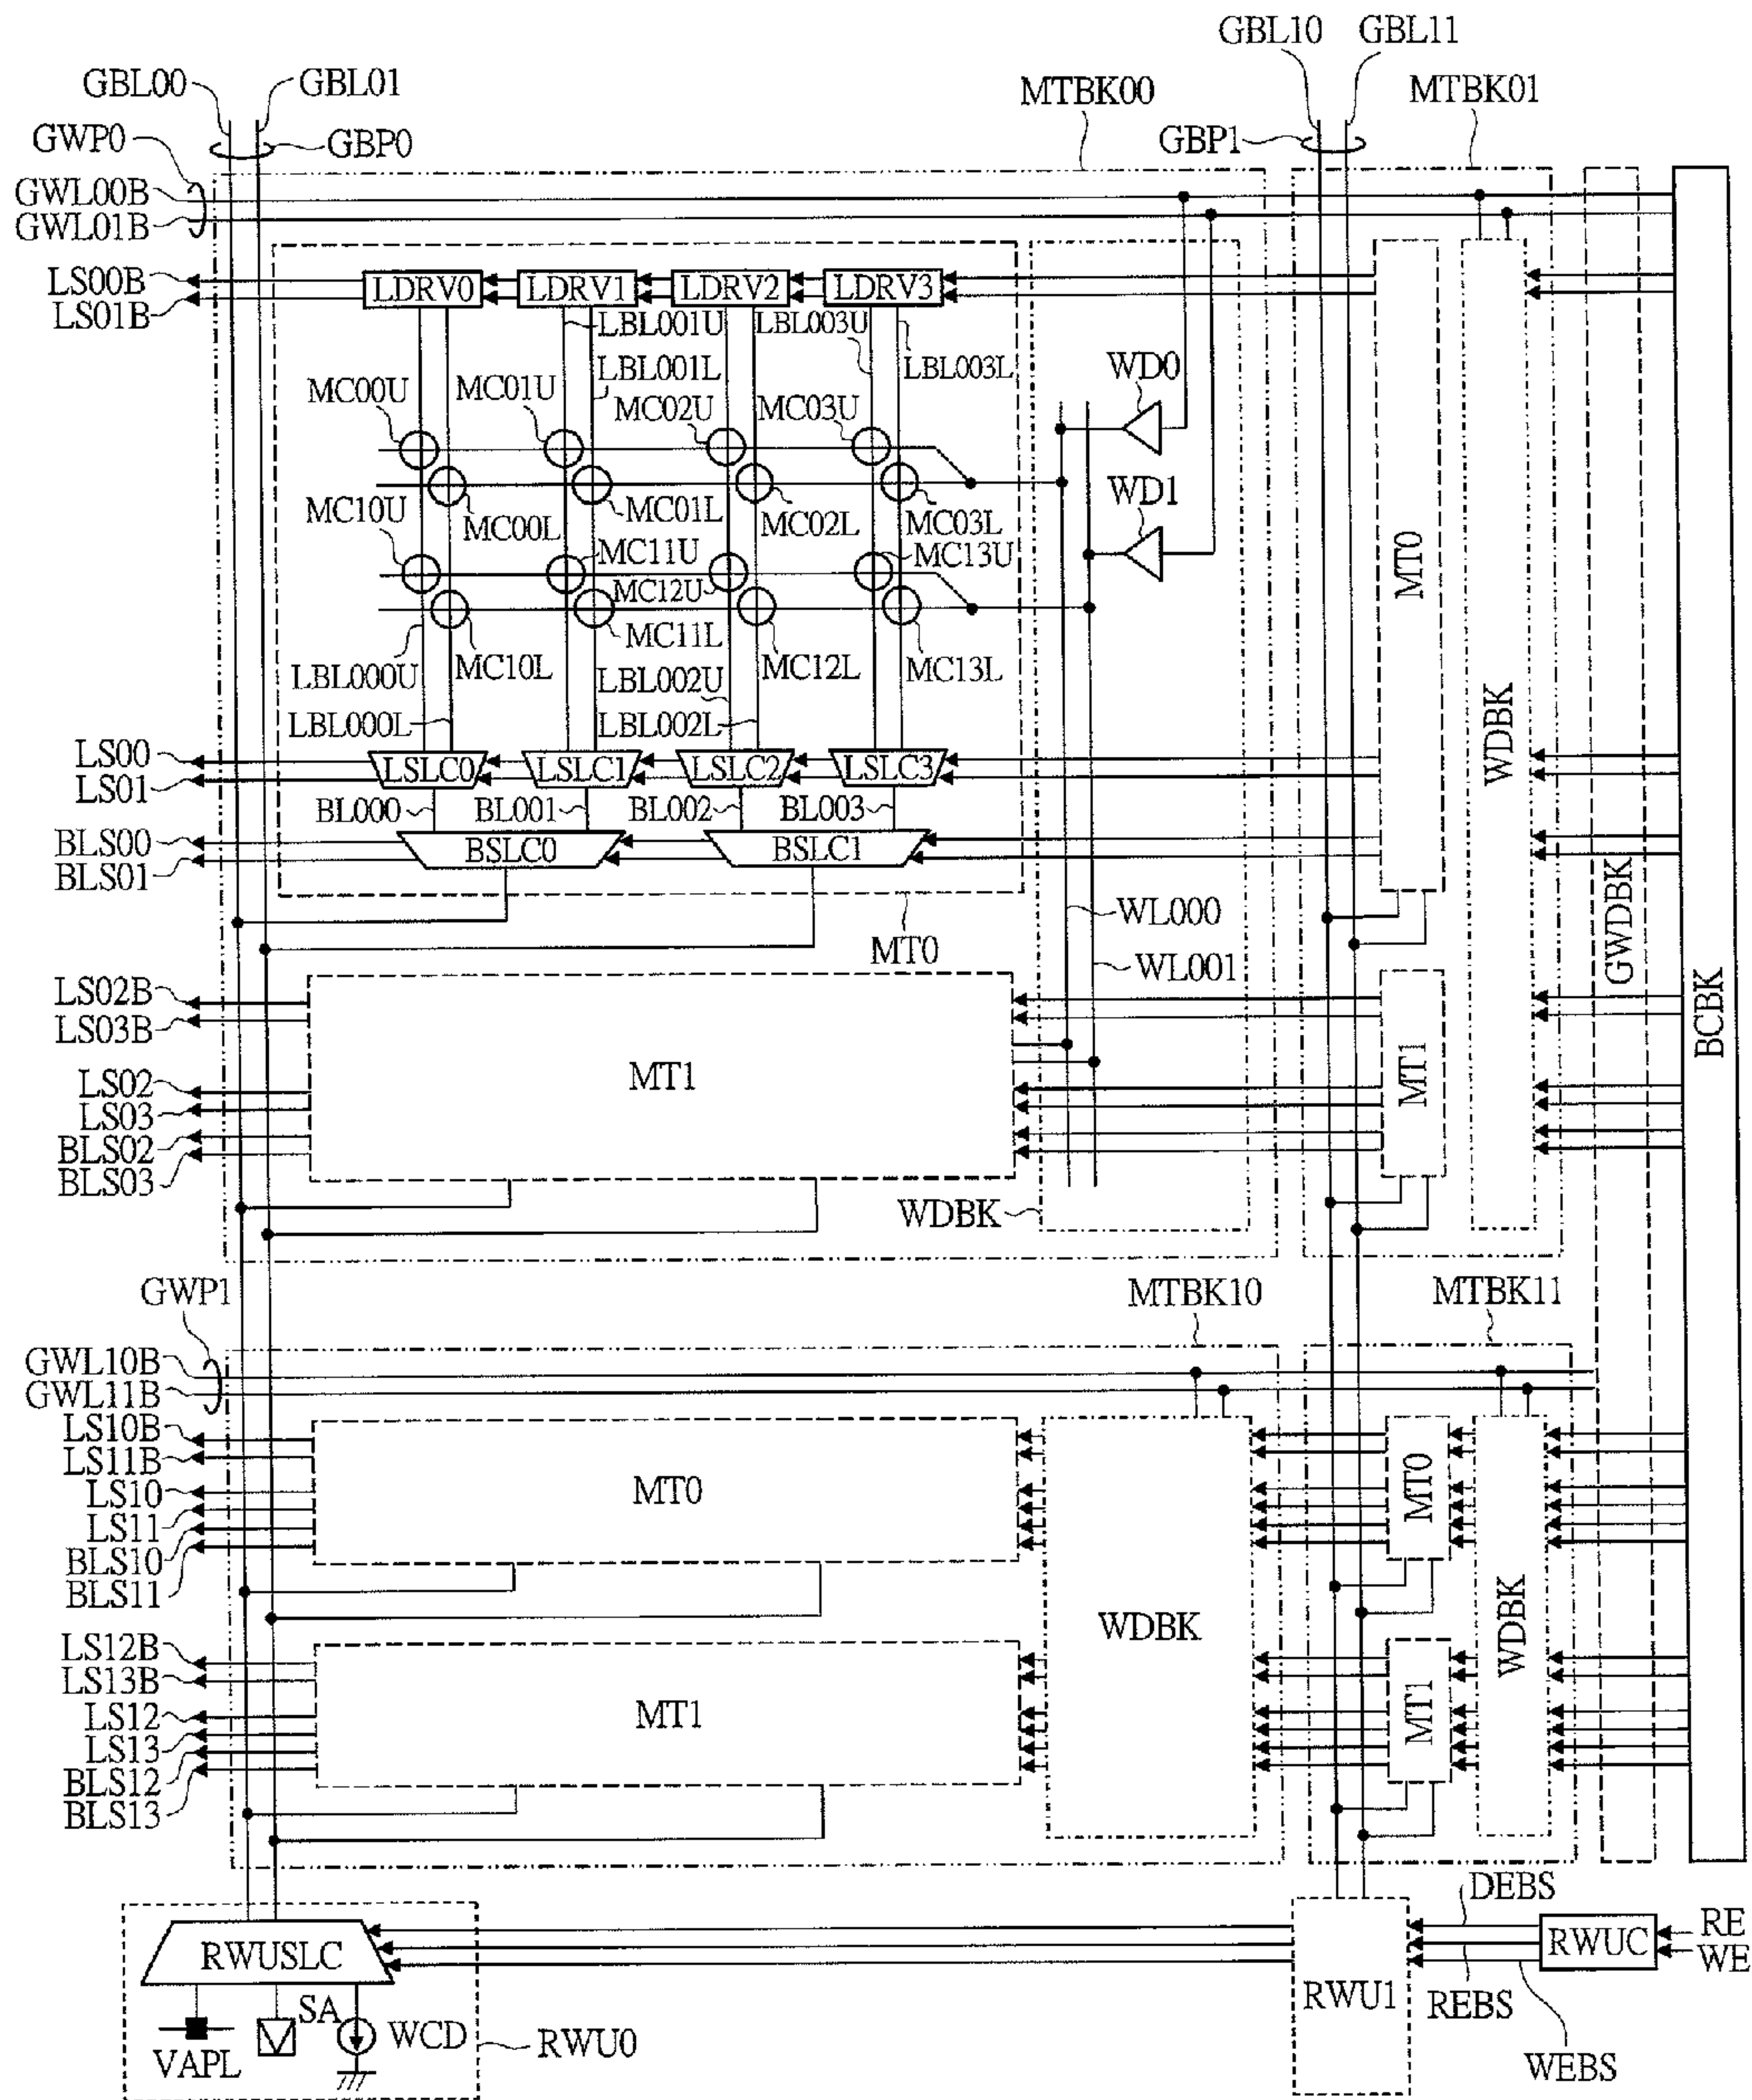 GBL10 GBL11
GBL00 GBL01 MTBK00 MTBK01
GWP0 GBP0 GBP1
GWL00B
GWL01B
LS00B LDRV0 LDRV1 LDRV2 LDRV3
LS01B LBL001U LBL003U
LBL001L LBL003L WD0
MC00U MC01U MC02U MC03U
MC10U MC00L MC01L MC02L MC03L WD1
MC11U MC13U MT0
MC12U
MC11L
LBL000U MC10L LBL002U MC12L MC13L
LBL000L LBL002L WDBK
LS00 LSLC0 LSLC1 LSLC2 LSLC3
LS01
BL000 BL001 BL002 BL003
BLS00 BSLC0 BSLC1
BLS01 GWDBK
WL000
MT0
WL001
LS02B BCBK
LS03B
MT1 MT1
LS02
LS03
BLS02
BLS03 WDBK
GWP1 MTBK10 MTBK11
GWL10B
GWL11B
LS10B
LS11B
LS10 MT0 MT0
LS11
BLS10
BLS11
WDBK WDBK
LS12B
LS13B
LS12 MT1 MT1
LS13
BLS12
BLS13
DEBS
RWUSLC RWUC RE
WE
SA RWU1 REBS
VAPL WCD RWU0 WEBS